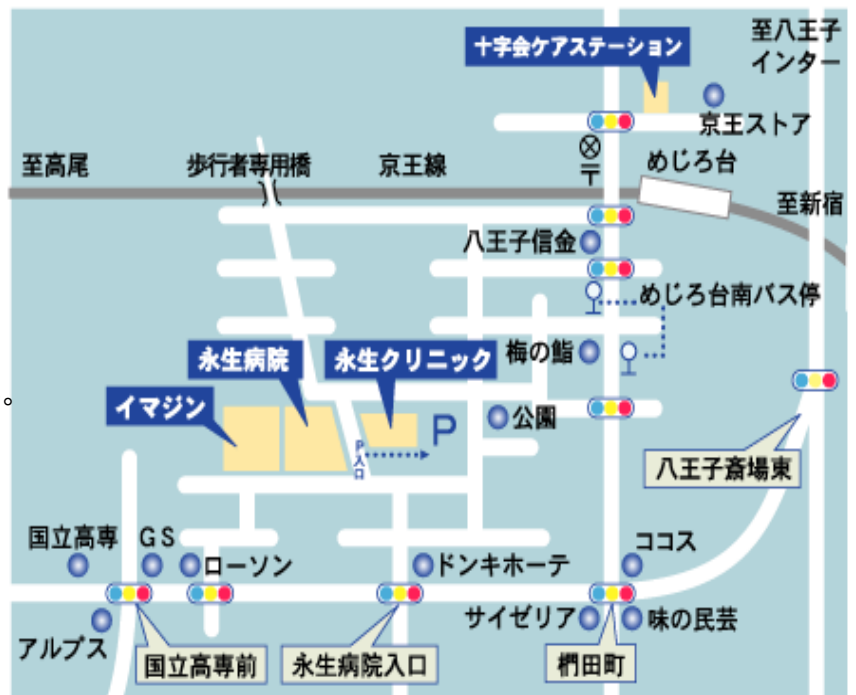 至八王子
インター
十字会ケアステーション
京王ストア
至高尾
歩行者専用橋
京王線
〒
めじろ台
至新宿
八王子信金
めじろ台南バス停
永生病院
永生クリニック
梅の鮨
イマジン
。
P
公園
P
入
口
八王子斎場東
国立高専
GS
ローソン
ドンキホーテ
ココス
アルプス
サイゼリア
味の民芸
国立高専前
永生病院入口
椚田町